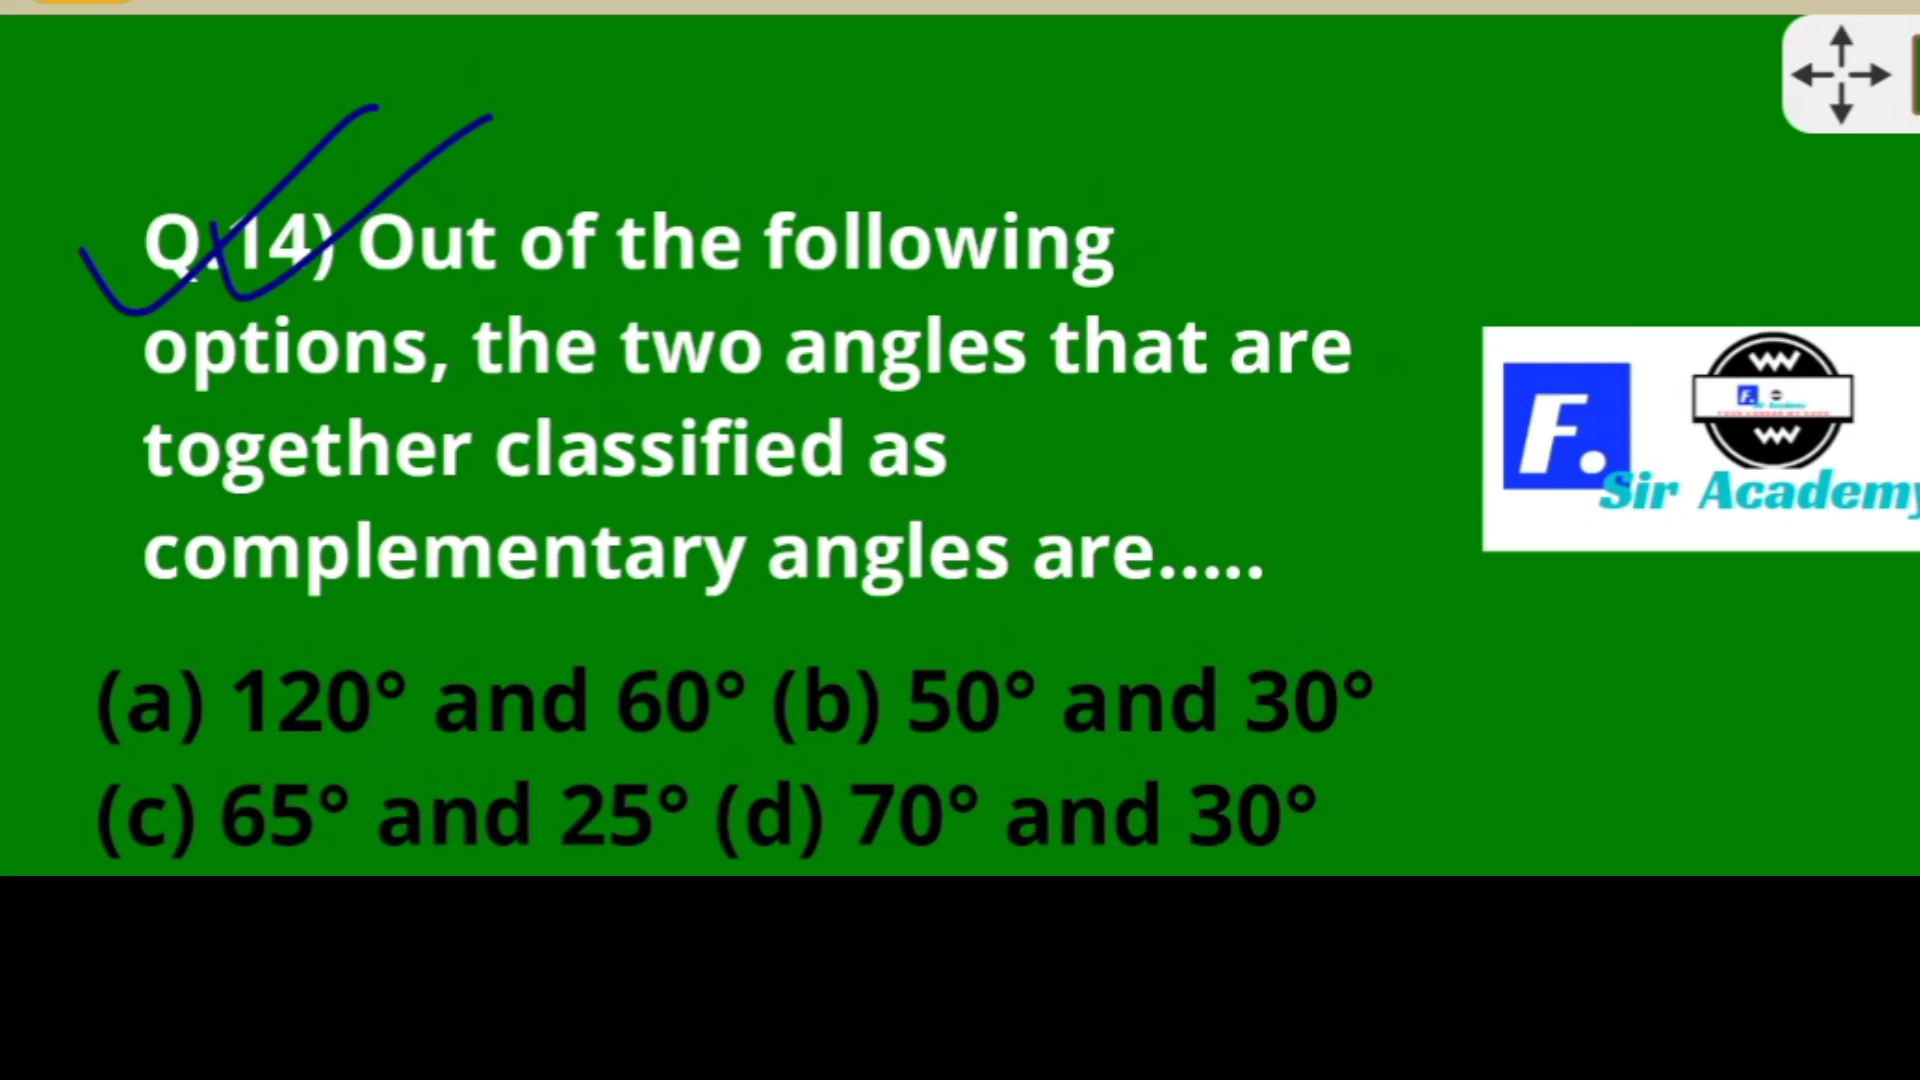 Q.14) Out of the following
options, the two angles that are
together classified as
complementary angles are.....
(a) 120° and 60° (b) 50° and 30°
(c) 65° and 25° (d) 70° and 30°
F.
Sir Academy